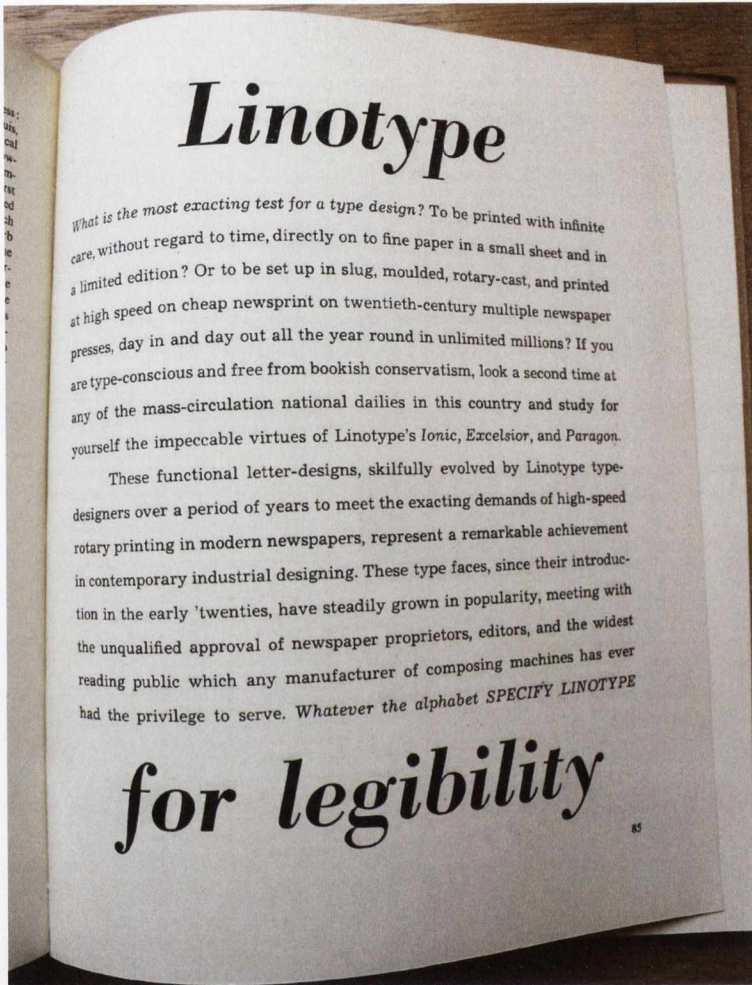 Linotype
What is the most exacting test for a type design? To be printed with infinite
care, without regard to time, directly on to fine paper in a small sheet and in
a limited edition? Or to be set up in slug, moulded, rotary-cast, and printed
at high speed on cheap newsprint on twentieth-century multiple newspaper
presses, day in and day out all the year round in unlimited millions? If you
are type-conscious and free from bookish conservatism, look a second time at
any of the mass-circulation national dailies in this country and study for
yourself the impeccable virtues of Linotype's Ionic, Excelsior, and Paragon.
These functional letter-designs, skilfully evolved by Linotype type-
designers over a period of years to meet the exacting demands of high-speed
rotary printing in modern newspapers, represent a remarkable achievement
in contemporary industrial designing. These type faces, since their introduc-
tion in the early 'twenties, have steadily grown in popularity, meeting with
the unqualified approval of newspaper proprietors, editors, and the widest
reading public which any manufacturer of composing machines has ever
had the privilege to serve. Whatever the alphabet SPECIFY LINOTYPE
for legibility
85